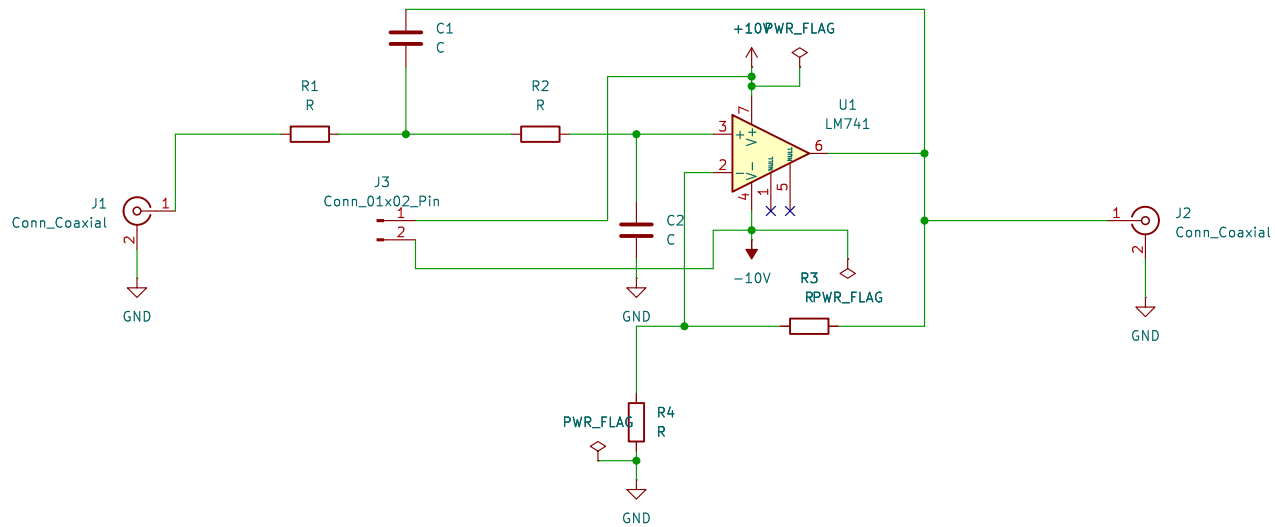 C1
C
+10V
PWR_FLAG
R1
R
R2
R
U1
LM741
7
3
+
V+
6
NULL
NULL
2
-
V-
4
1
5
J3
Conn_01x02_Pin
1
2
J1
Conn_Coaxial
1
2
GND
C2
C
GND
-10V
R3
R
PWR_FLAG
J2
Conn_Coaxial
1
2
GND
PWR_FLAG
R4
R
GND